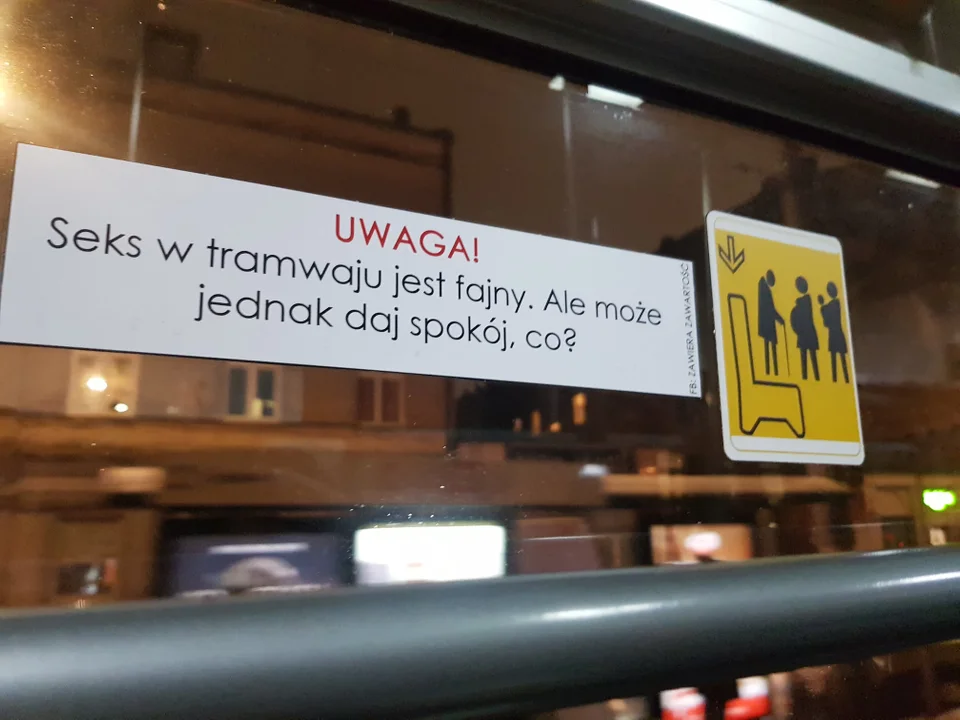 UWAGA!
Seks w tramwaju jest fajny. Ale może
jednak daj spokój, co?
FB: ZAWIERA ZAWARTOŚĆ